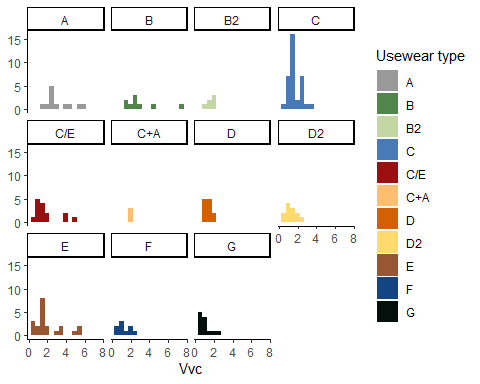 A B B2 C
15
10
5
0
C/E C+A D D2
15
10
5
0
0 2 4 6 8
E F G
15
10
5
0
0 2 4 6 8 0 2 4 6 8 0 2 4 6 8
Vvc
Usewear type
A
B
B2
C
C/E
C+A
D
D2
E
F
G